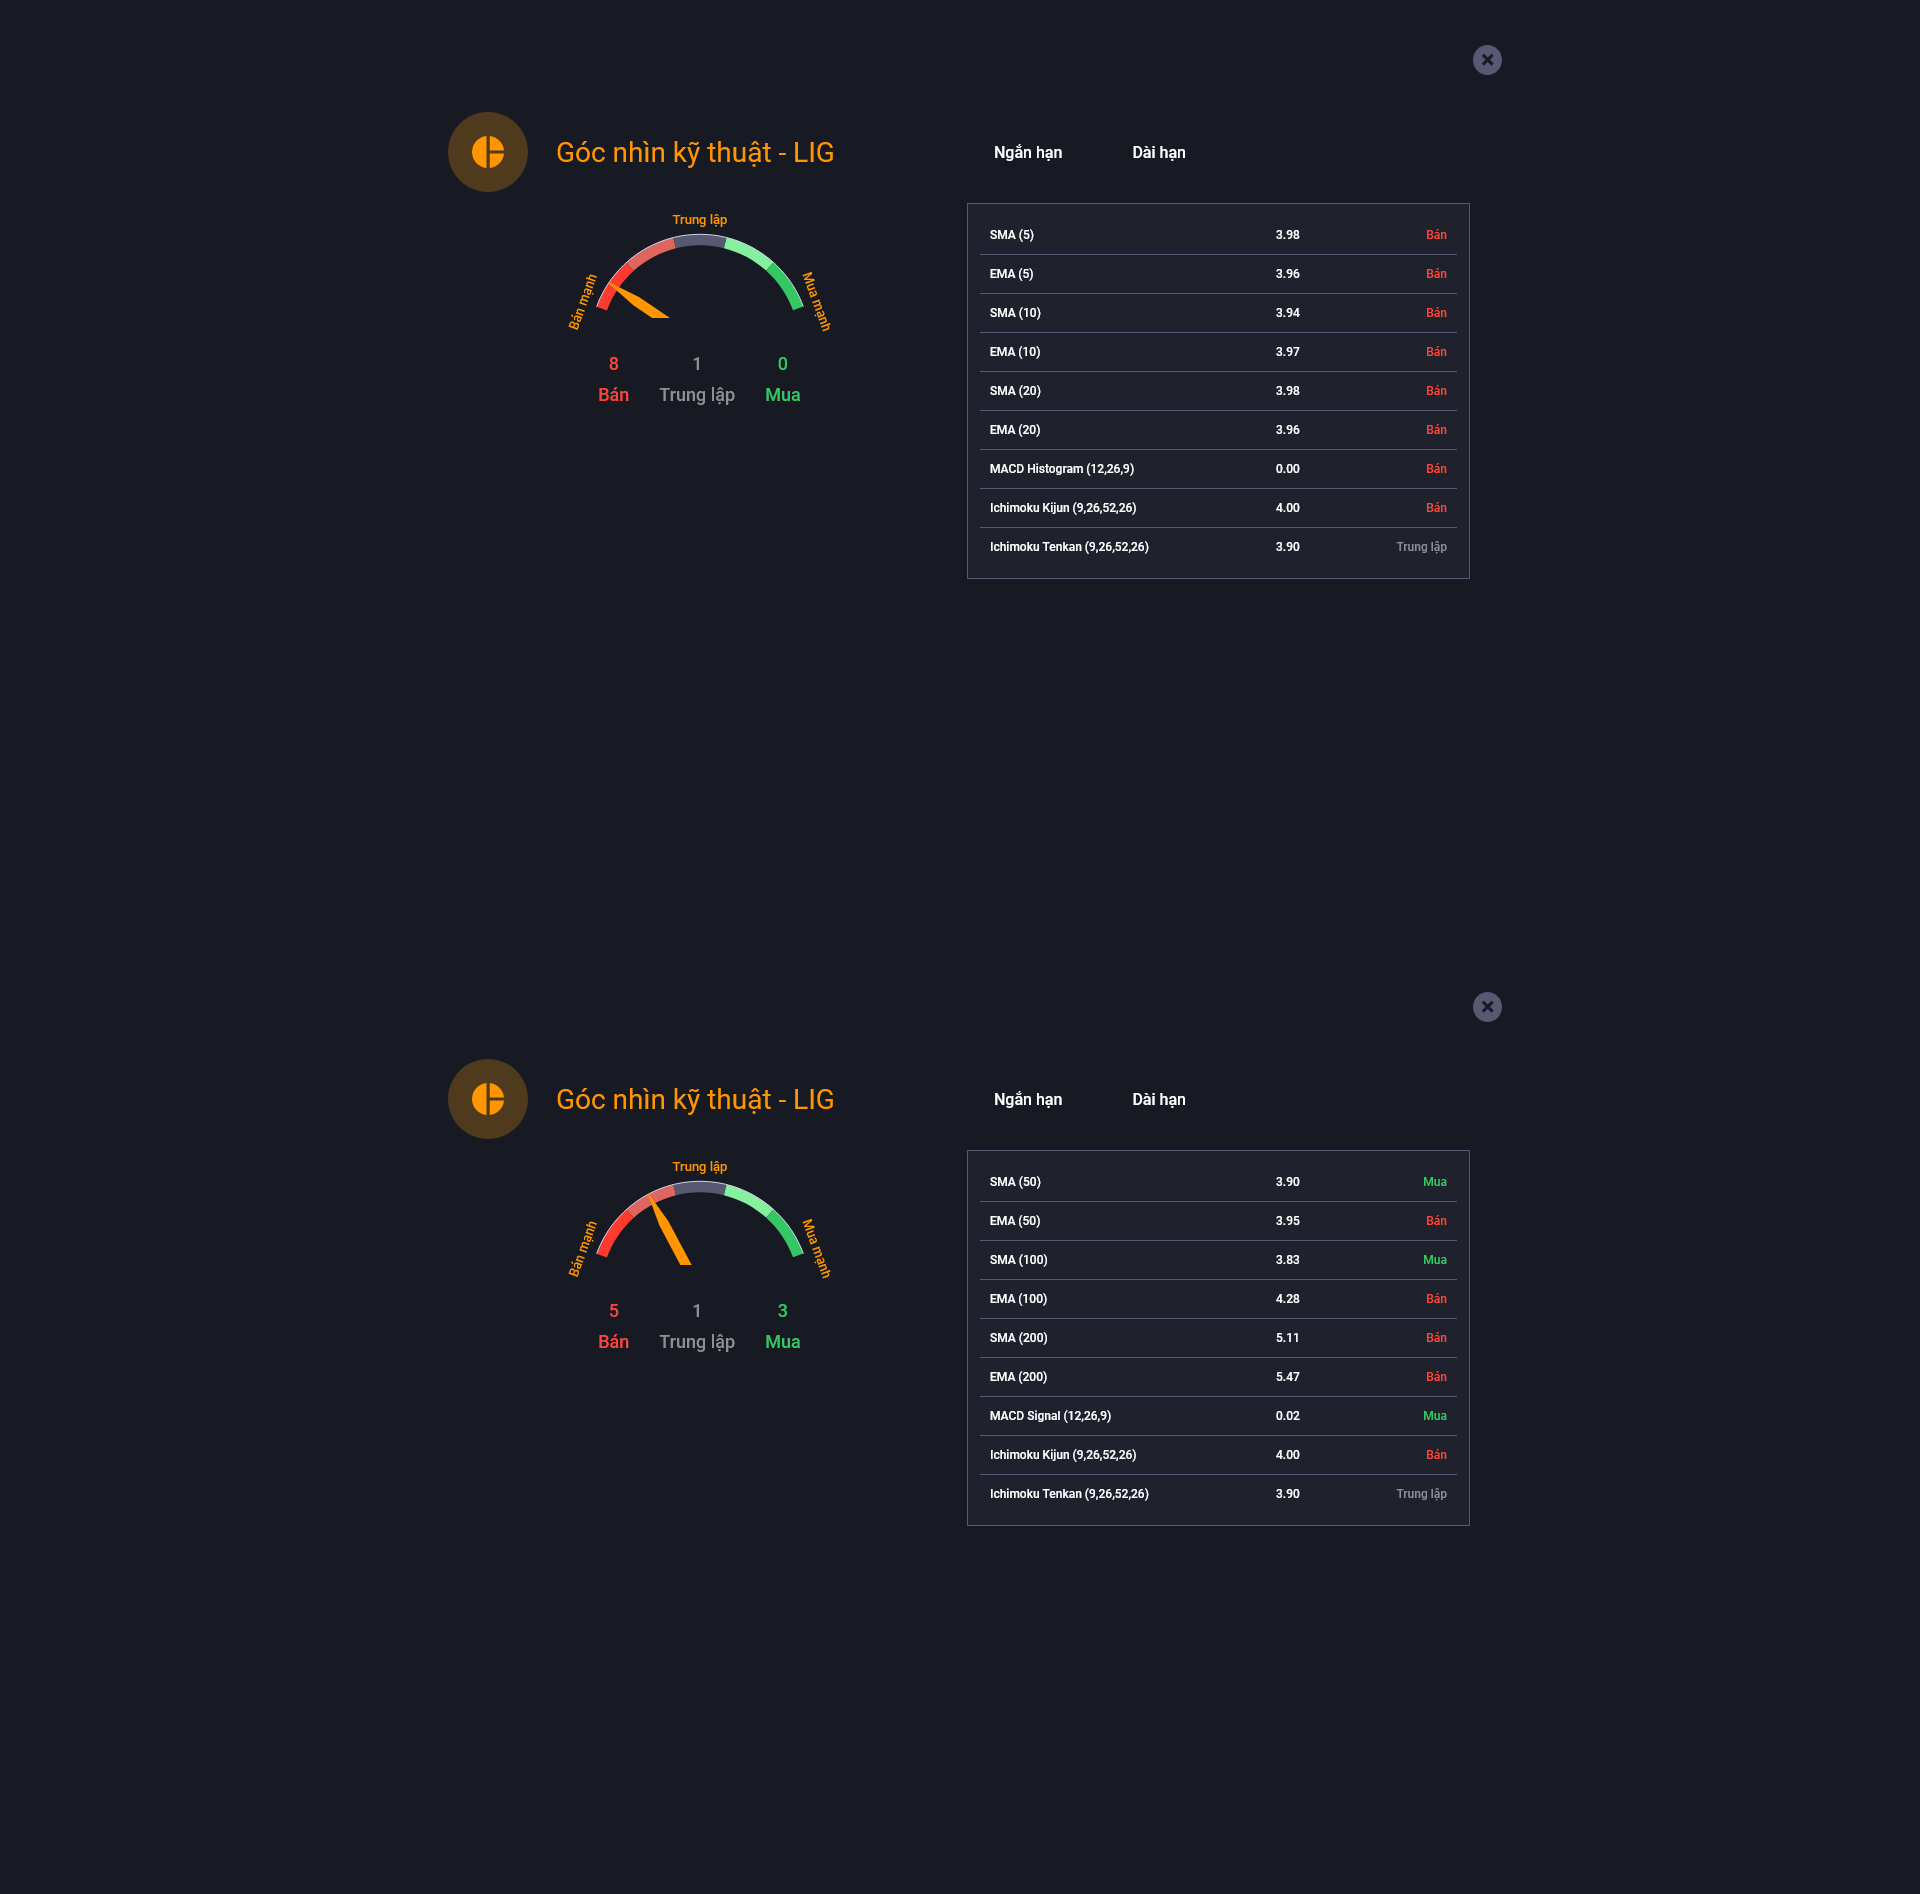 Góc nhìn kỹ thuật - LIG
Ngắn hạn Dài hạn
Trung lập
Bán mạnh
Mua mạnh
8 1 0
Bán Trung lập Mua
SMA (5) 3.98 Bán
EMA (5) 3.96 Bán
SMA (10) 3.94 Bán
EMA (10) 3.97 Bán
SMA (20) 3.98 Bán
EMA (20) 3.96 Bán
MACD Histogram (12,26,9) 0.00 Bán
Ichimoku Kijun (9,26,52,26) 4.00 Bán
Ichimoku Tenkan (9,26,52,26) 3.90 Trung lập
Góc nhìn kỹ thuật - LIG
Ngắn hạn Dài hạn
Trung lập
Bán mạnh
Mua mạnh
5 1 3
Bán Trung lập Mua
SMA (50) 3.90 Mua
EMA (50) 3.95 Bán
SMA (100) 3.83 Mua
EMA (100) 4.28 Bán
SMA (200) 5.11 Bán
EMA (200) 5.47 Bán
MACD Signal (12,26,9) 0.02 Mua
Ichimoku Kijun (9,26,52,26) 4.00 Bán
Ichimoku Tenkan (9,26,52,26) 3.90 Trung lập